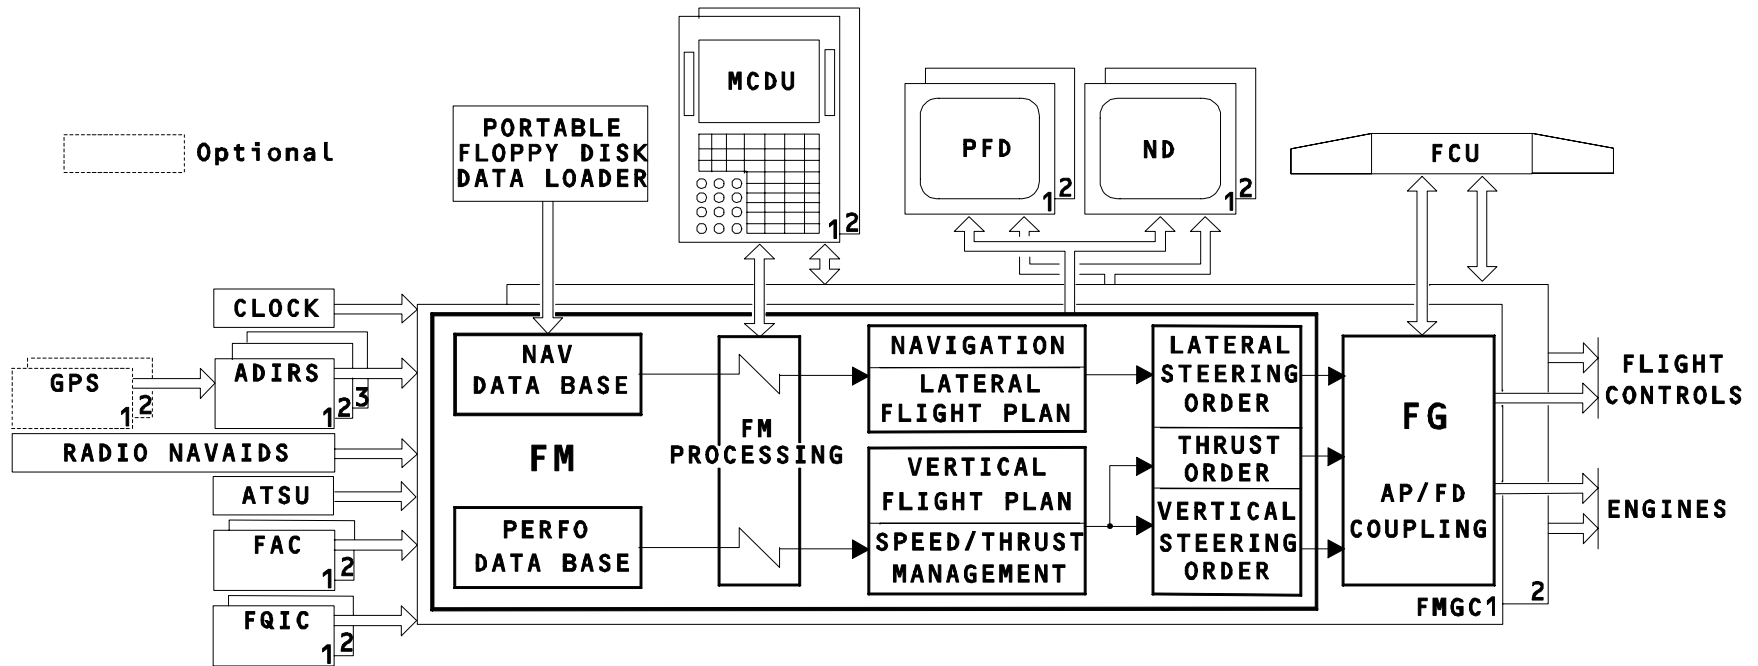 MCDU
1 2
PFD
1 2
ND
1 2
FCU
Optional
PORTABLE
FLOPPY DISK
DATA LOADER
CLOCK
GPS
1 2
ADIRS
1 2 3
RADIO NAVAIDS
ATSU
FAC
1 2
FQIC
1 2
NAV
DATA BASE
FM
PERFO
DATA BASE
FM
PROCESSING
NAVIGATION
LATERAL
FLIGHT PLAN
VERTICAL
FLIGHT PLAN
SPEED/THRUST
MANAGEMENT
LATERAL
STEERING
ORDER
THRUST
ORDER
VERTICAL
STEERING
ORDER
FG
AP/FD
COUPLING
FMGC1
2
FLIGHT
CONTROLS
ENGINES